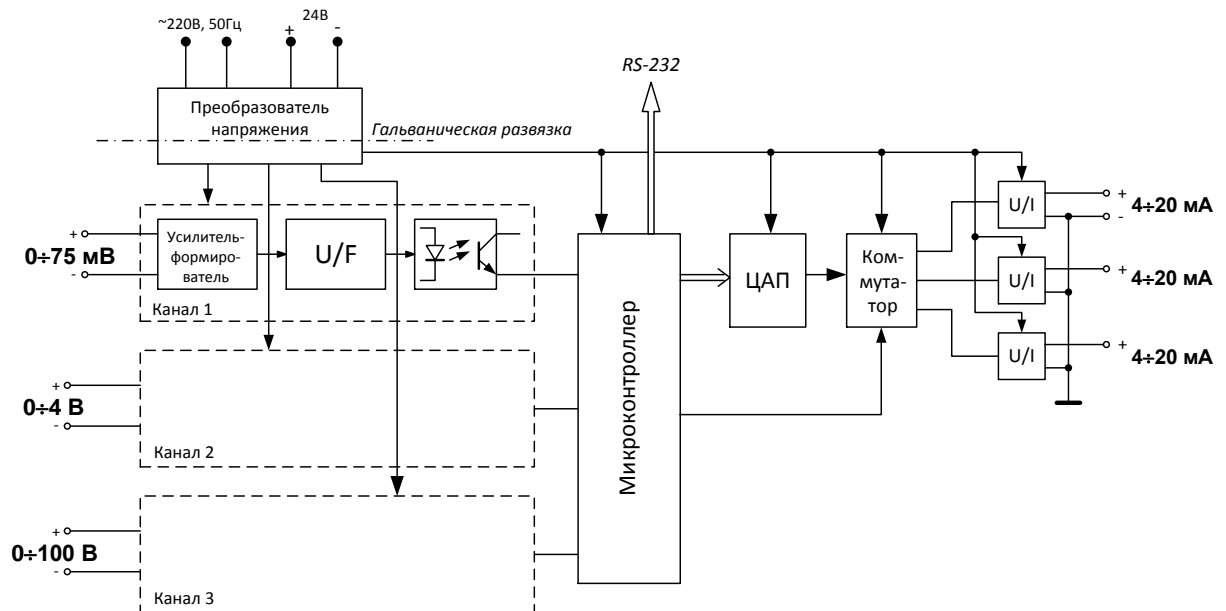 ~220В, 50Гц
24В
+ -
RS-232
Преобразователь
напряжения
Гальваническая развязка
+
0÷75 мВ
-
Усилитель-
формиро-
ватель
U/F
Канал 1
+
0÷4 В
-
Канал 2
+
0÷100 В
-
Канал 3
Микроконтроллер
ЦАП
Ком-
мута-
тор
U/I
+
4÷20 мА
-
U/I
+
4÷20 мА
U/I
+
4÷20 мА